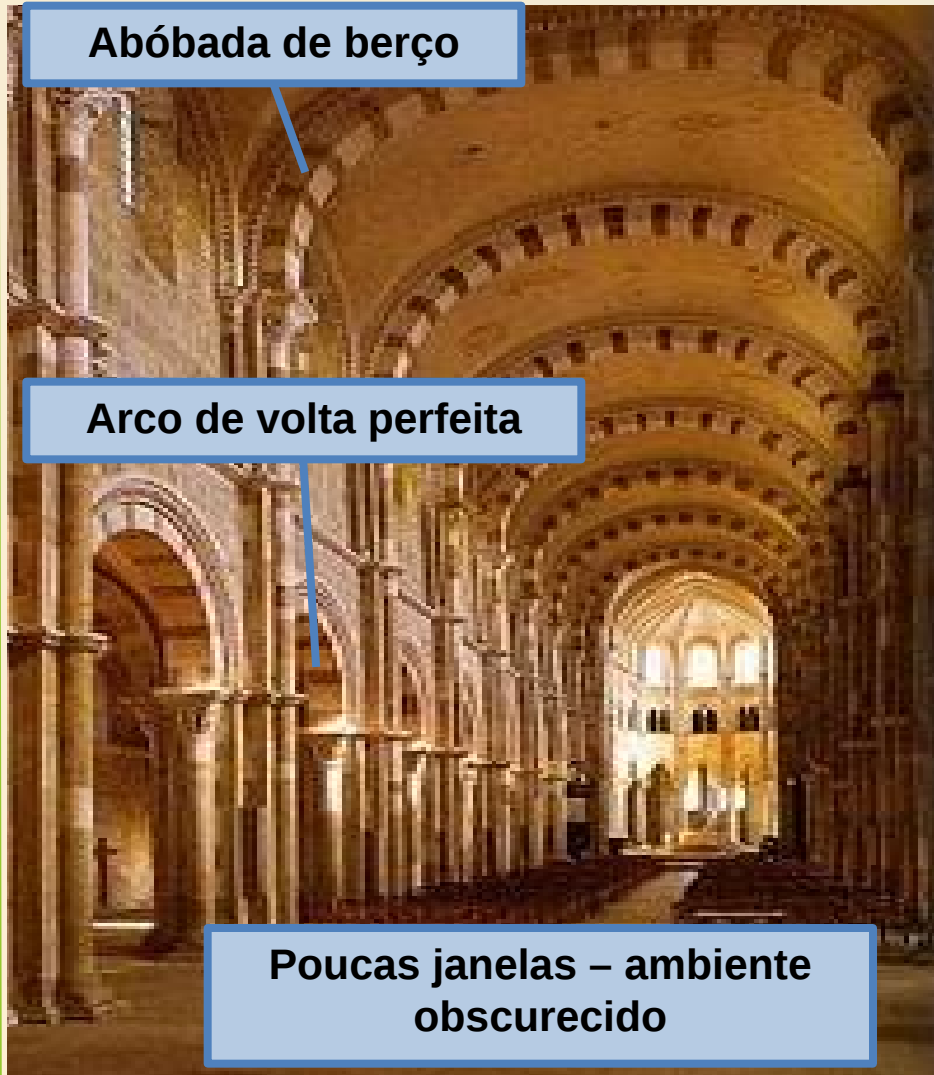 Abóbada de berço
Arco de volta perfeita
Poucas janelas – ambiente
obscurecido